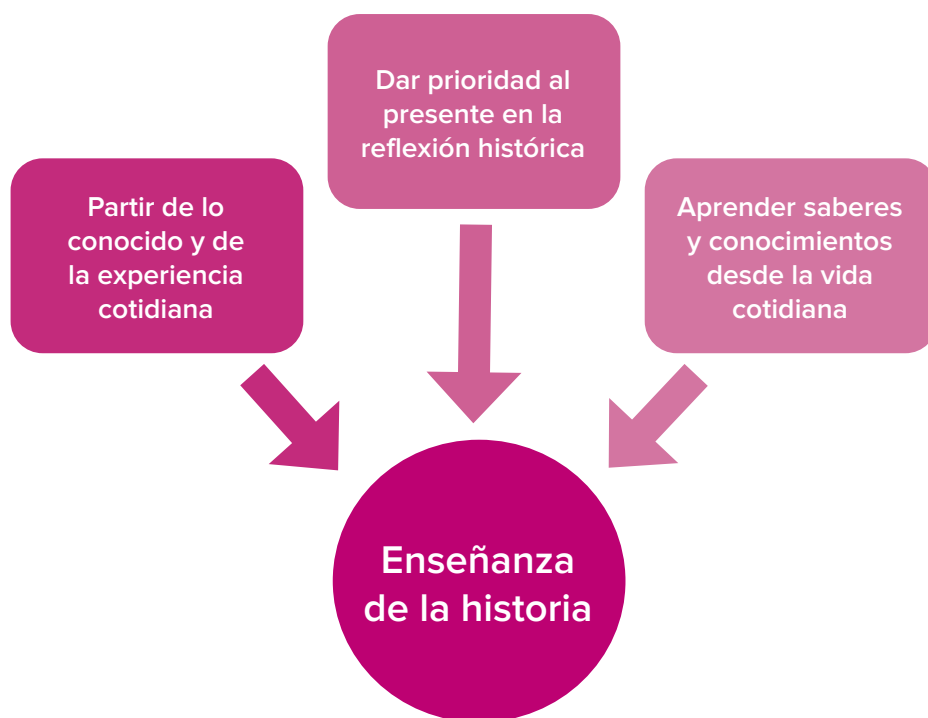 Dar prioridad al
presente en la
reflexión histórica
Partir de lo
conocido y de
la experiencia
cotidiana
Aprender saberes
y conocimientos
desde la vida
cotidiana
Enseñanza
de la historia